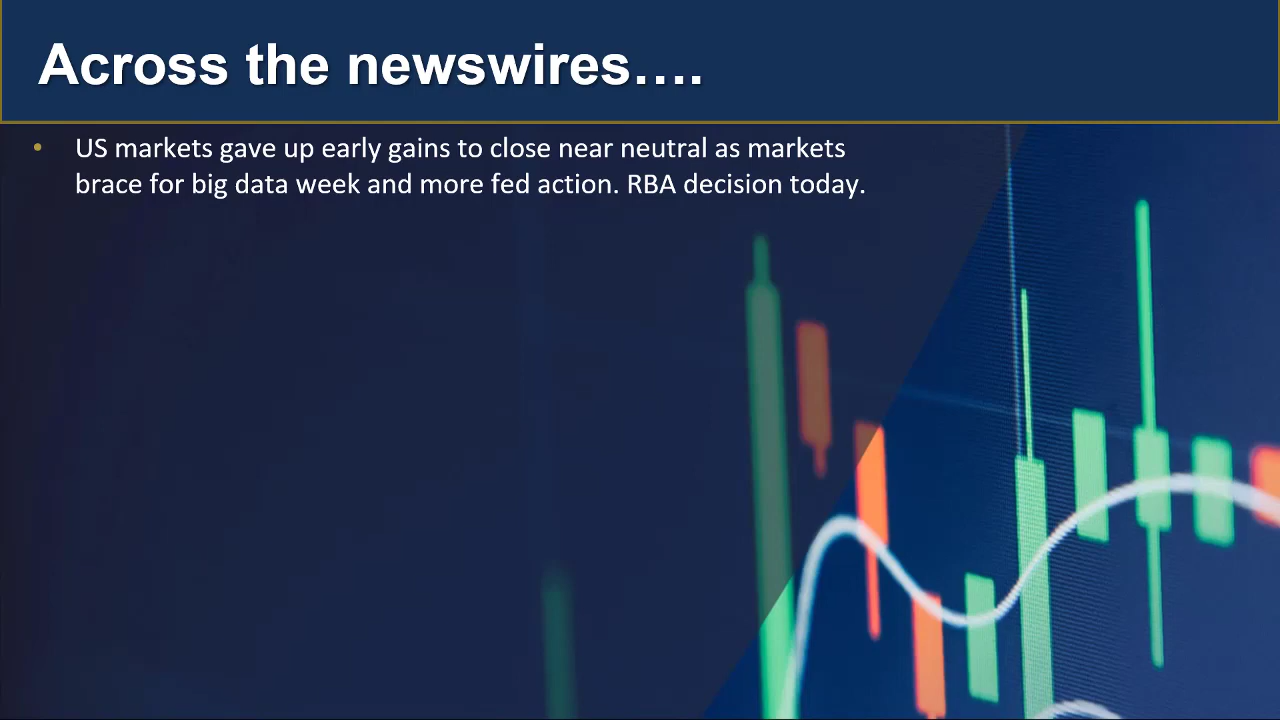 Across the newswires….
• US markets gave up early gains to close near neutral as markets
brace for big data week and more fed action. RBA decision today.